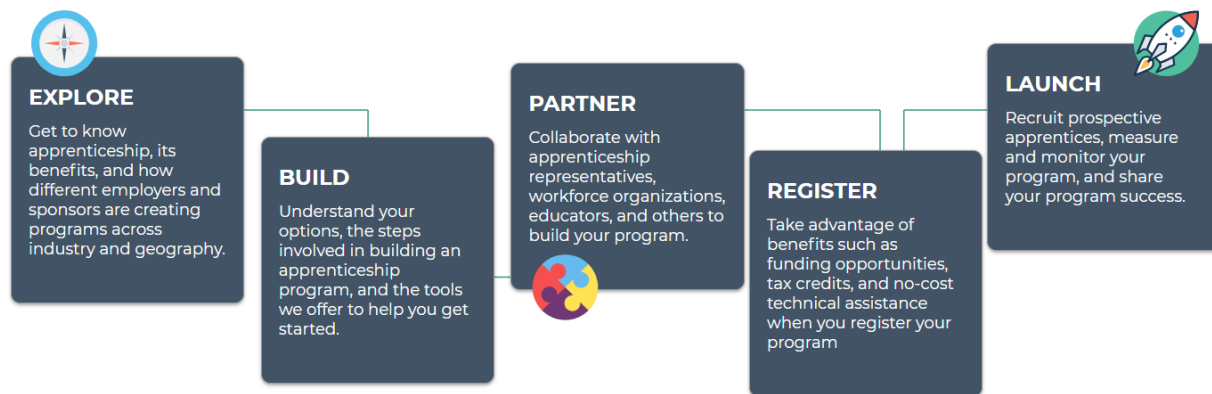 EXPLORE
Get to know
apprenticeship, its
benefits, and how
different employers and
sponsors are creating
programs across
industry and geography.
BUILD
Understand your
options, the steps
involved in building an
apprenticeship
program, and the tools
we offer to help you get
started.
PARTNER
Collaborate with
apprenticeship
representatives,
workforce organizations,
educators, and others to
build your program.
REGISTER
Take advantage of
benefits such as
funding opportunities,
tax credits, and no-cost
technical assistance
when you register your
program
LAUNCH
Recruit prospective
apprentices, measure
and monitor your
program, and share
your program success.